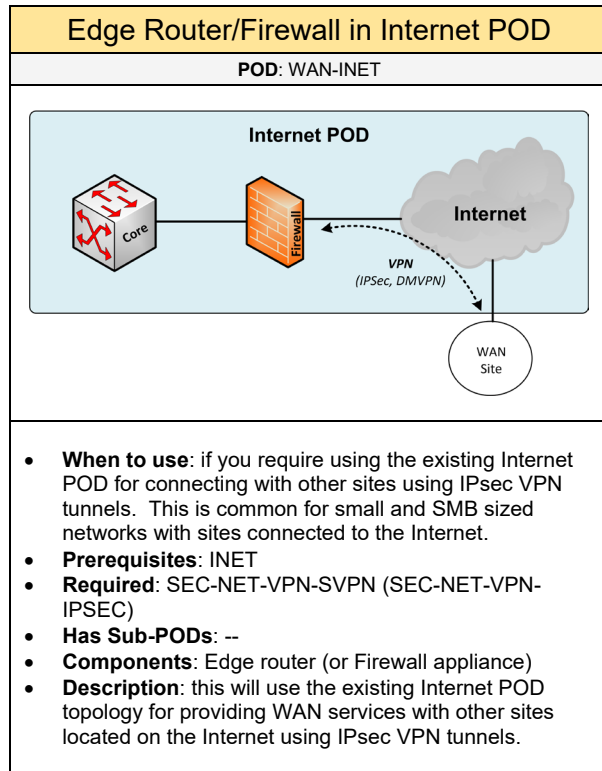 Edge Router/Firewall in Internet POD
POD: WAN-INET
Internet POD
Core
Firewall
Internet
VPN
(IPSec, DMVPN)
WAN
Site
• When to use: if you require using the existing Internet
POD for connecting with other sites using IPsec VPN
tunnels. This is common for small and SMB sized
networks with sites connected to the Internet.
• Prerequisites: INET
• Required: SEC-NET-VPN-SVPN (SEC-NET-VPN-
IPSEC)
• Has Sub-PODs: --
• Components: Edge router (or Firewall appliance)
• Description: this will use the existing Internet POD
topology for providing WAN services with other sites
located on the Internet using IPsec VPN tunnels.